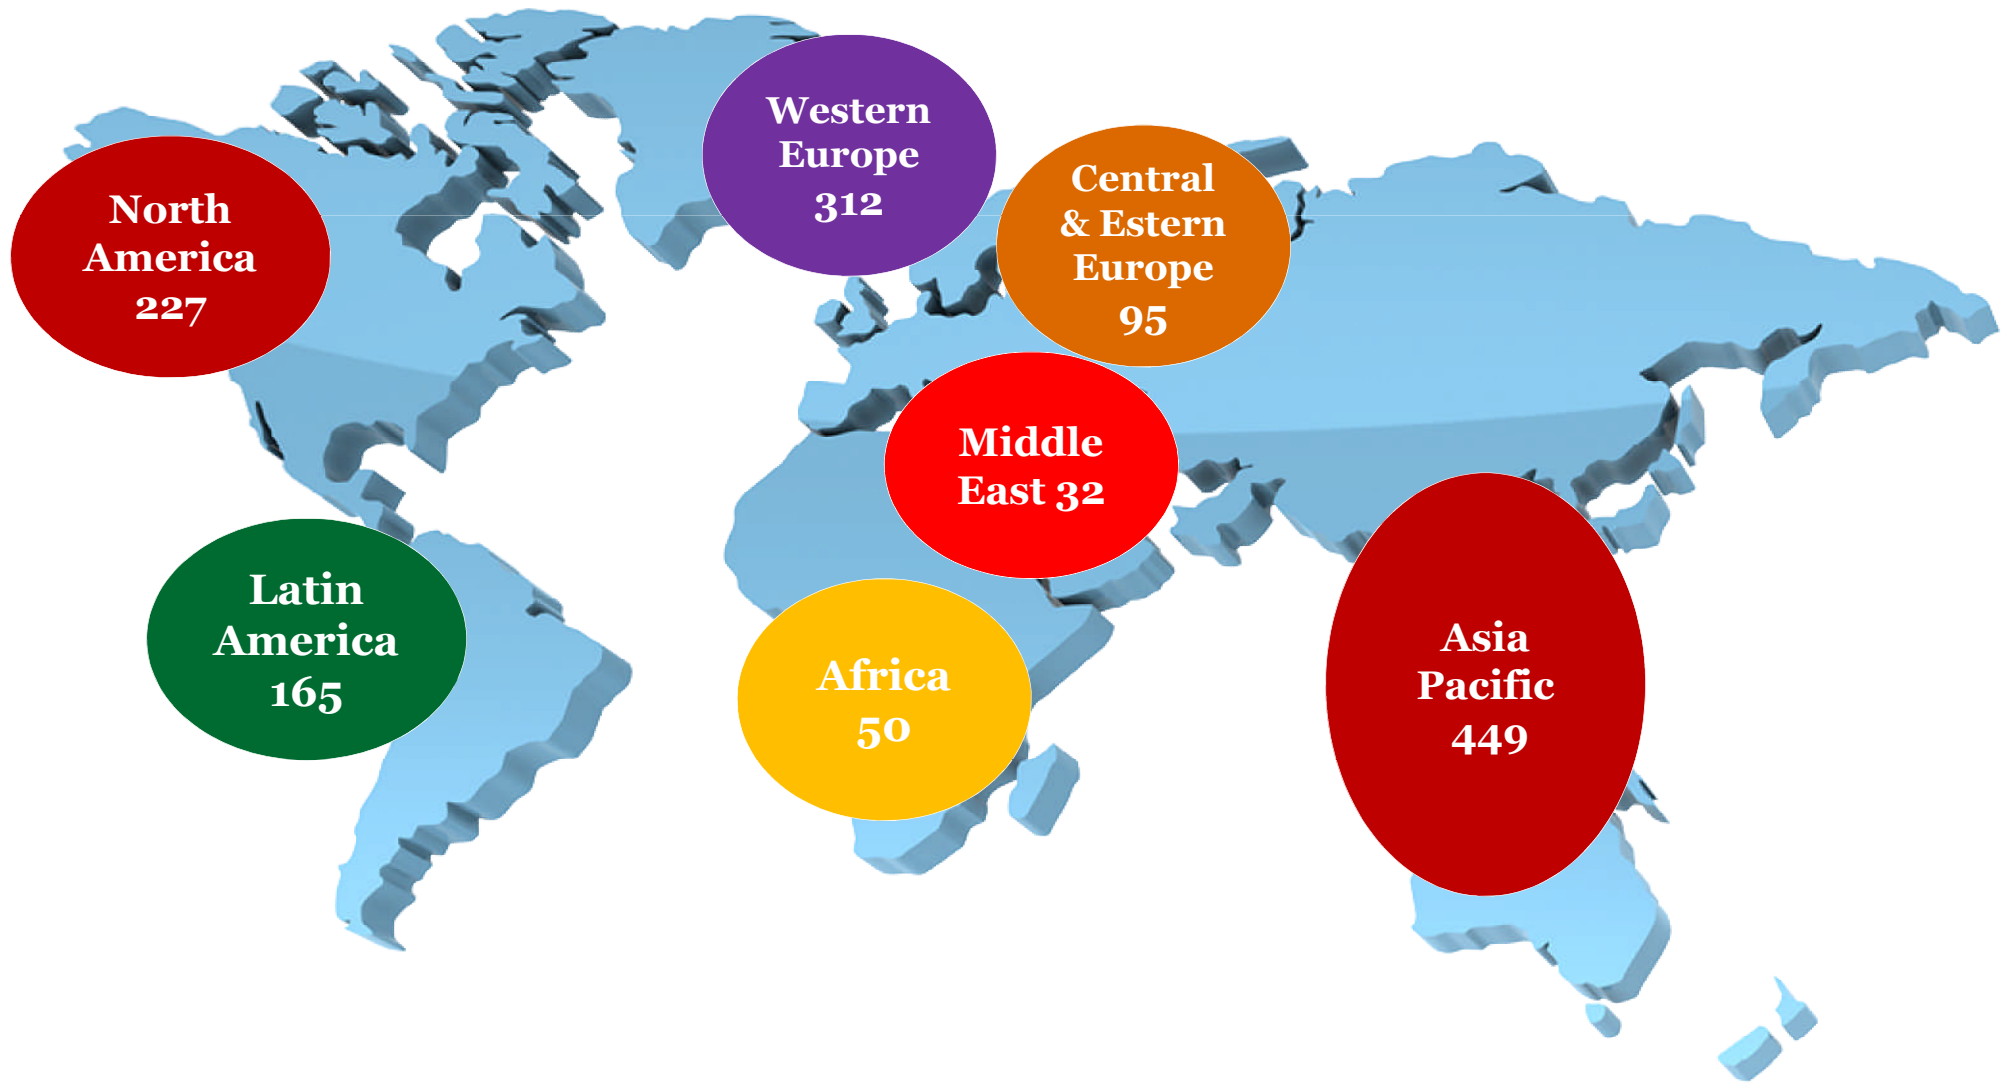 Western
Europe
312
Central
& Estern
Europe
95
North
America
227
Middle
East 32
Latin
America
165
Africa
50
Asia
Pacific
449